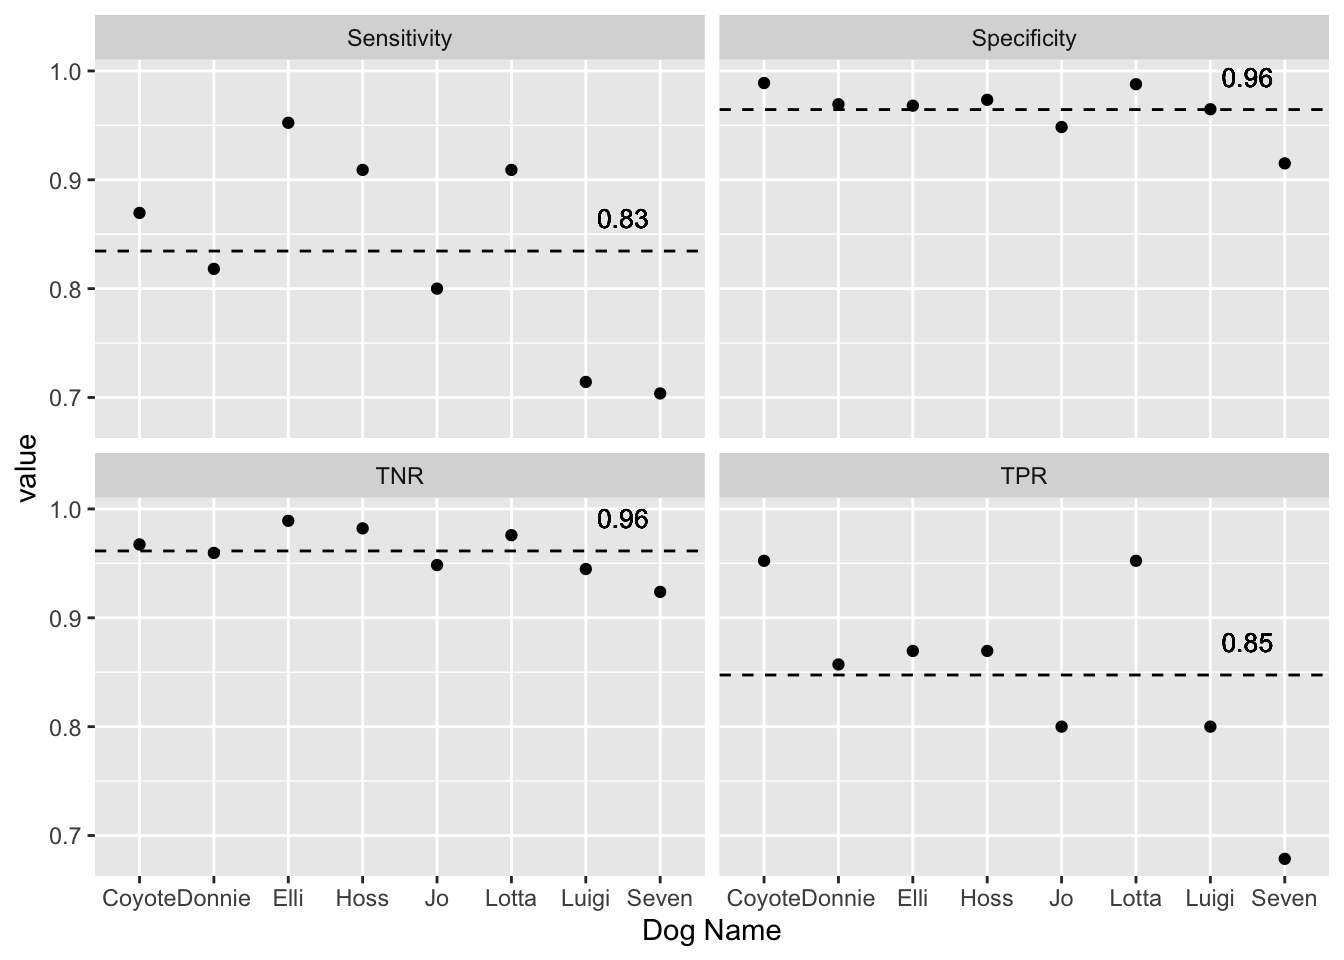 Sensitivity
Specificity
1.0
0.9
0.8
0.7
0.83
0.96
value
TNR
TPR
1.0
0.9
0.8
0.7
0.96
0.85
Coyote Donnie Elli Hoss Jo Lotta Luigi Seven
Coyote Donnie Elli Hoss Jo Lotta Luigi Seven
Dog Name